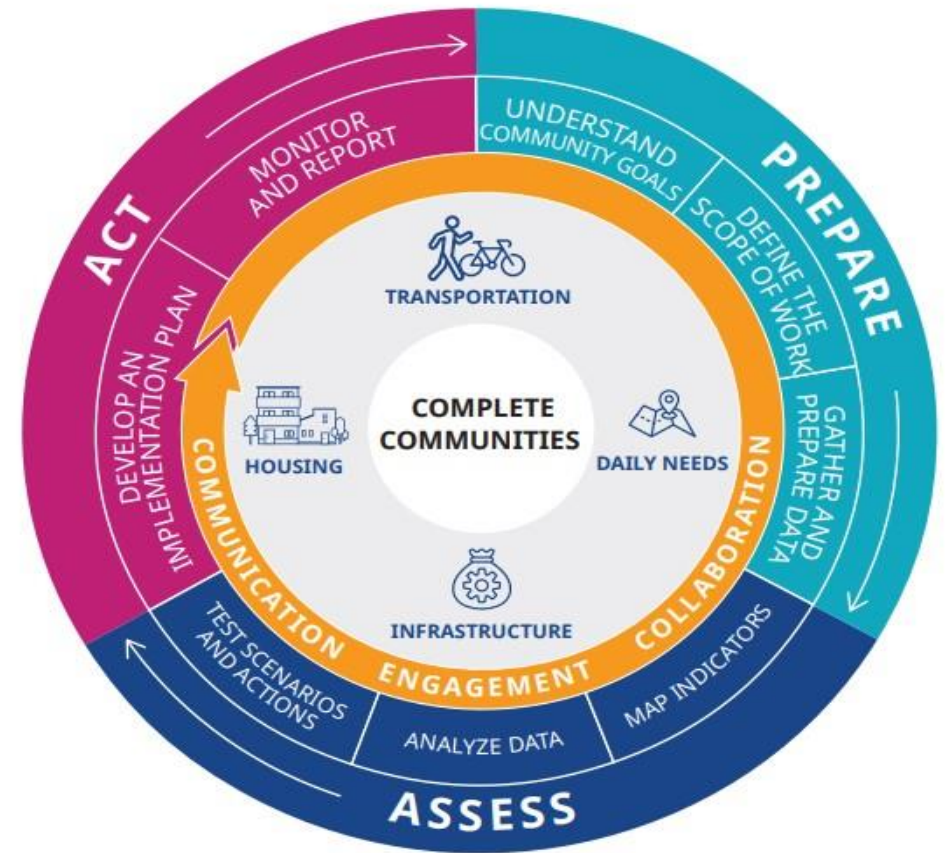 PREPARE
UNDERSTAND
COMMUNITY GOALS
DEFINE THE
SCOPE OF WORK
GATHER AND
PREPARE DATA
ASSESS
MAP INDICATORS
ANALYZE DATA
TEST SCENARIOS
AND ACTIONS
ACT
DEVELOP AN
IMPLEMENTATION PLAN
MONITOR
AND REPORT
COMMUNICATION
ENGAGEMENT
COLLABORATION
TRANSPORTATION
DAILY NEEDS
INFRASTRUCTURE
HOUSING
COMPLETE
COMMUNITIES